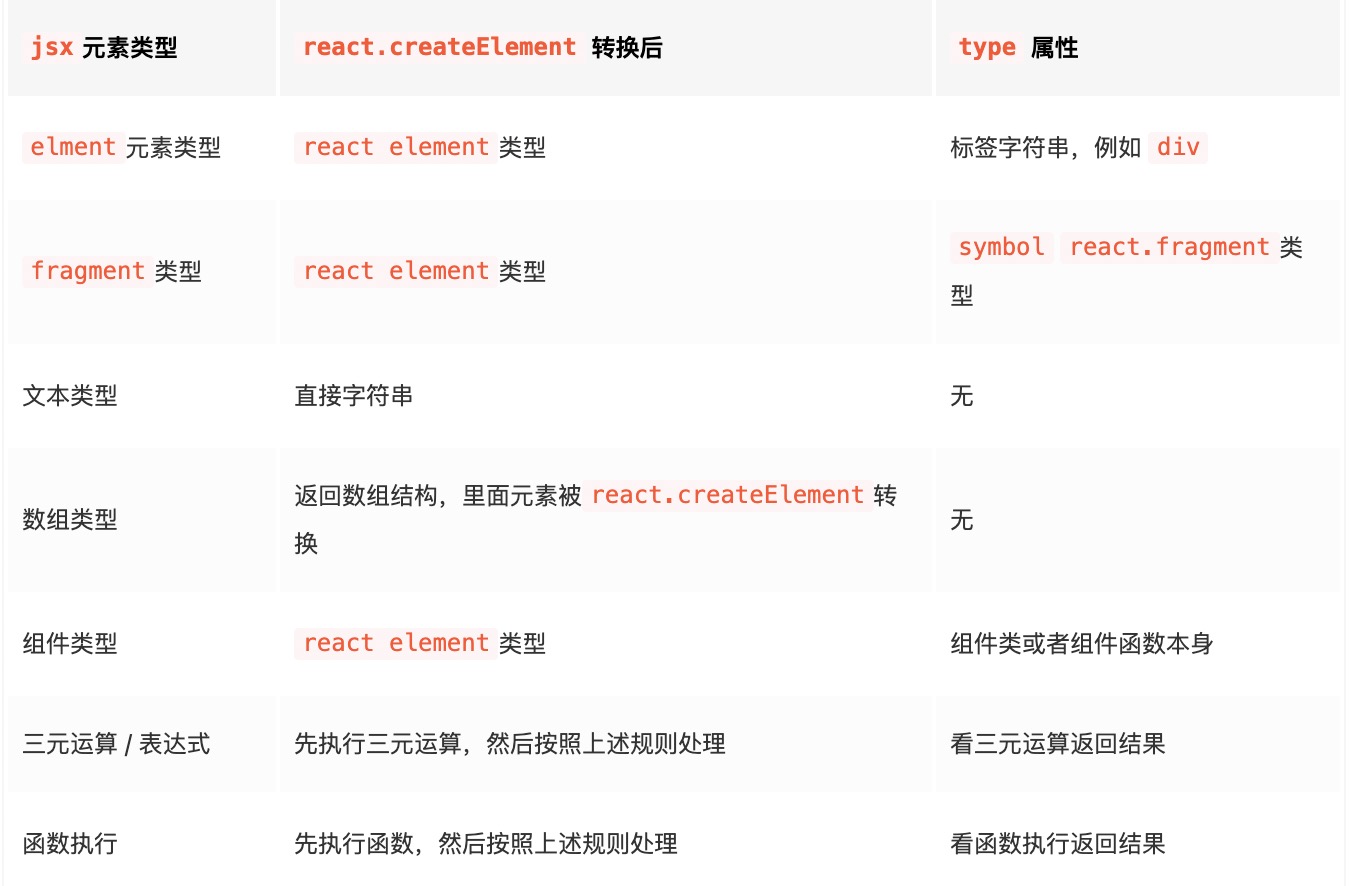 jsx 元素类型 react.createElement 转换后 type 属性
elment 元素类型 react element 类型 标签字符串，例如 div
fragment 类型 react element 类型 symbol react.fragment 类
型
文本类型 直接字符串 无
数组类型 返回数组结构，里面元素被 react.createElement 转
换 无
组件类型 react element 类型 组件类或者组件函数本身
三元运算 / 表达式 先执行三元运算，然后按照上述规则处理 看三元运算返回结果
函数执行 先执行函数，然后按照上述规则处理 看函数执行返回结果